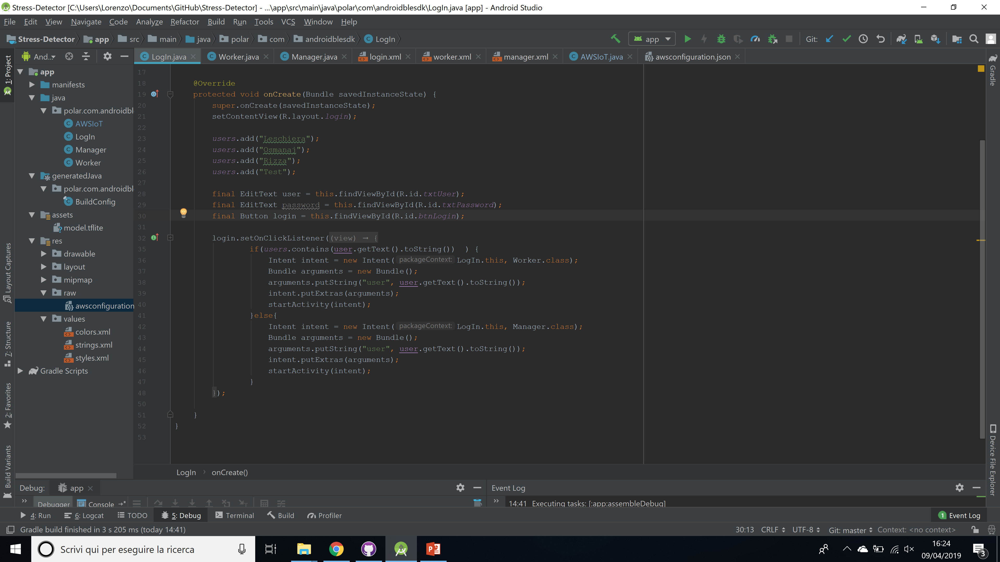 Stress-Detector [C:\Users\Lorenzo\Documents\GitHub\Stress-Detector] - ...\app\src\main\java\polar\com\androidblesdk\LogIn.java [app] - Android Studio
File Edit View Navigate Code Analyze Refactor Build Run Tools VCS Window Help
Stress-Detector app src main java polar com androidblesdk LogIn app Git:
And... LogIn.java Worker.java Manager.java login.xml worker.xml manager.xml AWSIoT.java awsconfiguration.json
1: Project
Layout Captures
7: Structure
2: Favorites
Build Variants
app
manifests
java
polar.com.androidbl
AWSIoT
LogIn
Manager
Worker
generatedJava
polar.com.androidbl
BuildConfig
assets
model.tflite
res
drawable
layout
mipmap
raw
awsconfiguration
values
colors.xml
strings.xml
styles.xml
Gradle Scripts
17
18 @Override
19 protected void onCreate(Bundle savedInstanceState) {
20 super.onCreate(savedInstanceState);
21 setContentView(R.layout.login);
22
23 users.add("Leschiera");
24 users.add("Osmanaj");
25 users.add("Rizza");
26 users.add("Test");
27
28 final EditText user = this.findViewById(R.id.txtUser);
29 final EditText password = this.findViewById(R.id.txtPassword);
30 final Button login = this.findViewById(R.id.btnLogin);
31
32 login.setOnClickListener((view) → {
35 if(users.contains(user.getText().toString())  ) {
36 Intent intent = new Intent( packageContext: LogIn.this, Worker.class);
37 Bundle arguments = new Bundle();
38 arguments.putString("user", user.getText().toString());
39 intent.putExtras(arguments);
40 startActivity(intent);
41 }else{
42 Intent intent = new Intent( packageContext: LogIn.this, Manager.class);
43 Bundle arguments = new Bundle();
44 arguments.putString("user", user.getText().toString());
45 intent.putExtras(arguments);
46 startActivity(intent);
47 }
48 });
50
51 }
52 }
53
Gradle
Device File Explorer
LogIn › onCreate()
Debug: app
Event Log
» Debugger Console
» 14:41 Executing tasks: [:app:assembleDebug]
4: Run 6: Logcat TODO 5: Debug Terminal Build Profiler 1 Event Log
Gradle build finished in 3 s 205 ms (today 14:41) 30:13 CRLF UTF-8 Git: master Context: <no context>
Scrivi qui per eseguire la ricerca
16:24
09/04/2019
3